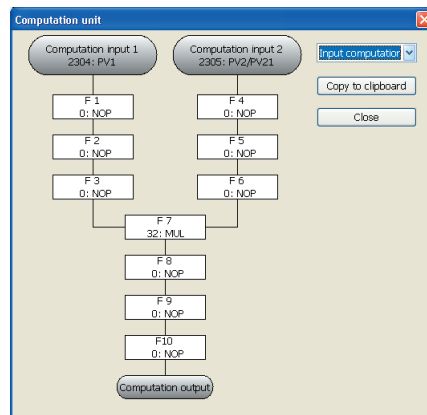 Computation unit
Computation input 1
2304: PV1
Computation input 2
2305: PV2/PV21
Input computation
Copy to clipboard
Close
F 1
0: NOP
F 4
0: NOP
F 2
0: NOP
F 5
0: NOP
F 3
0: NOP
F 6
0: NOP
F 7
32: MUL
F 8
0: NOP
F 9
0: NOP
F10
0: NOP
Computation output